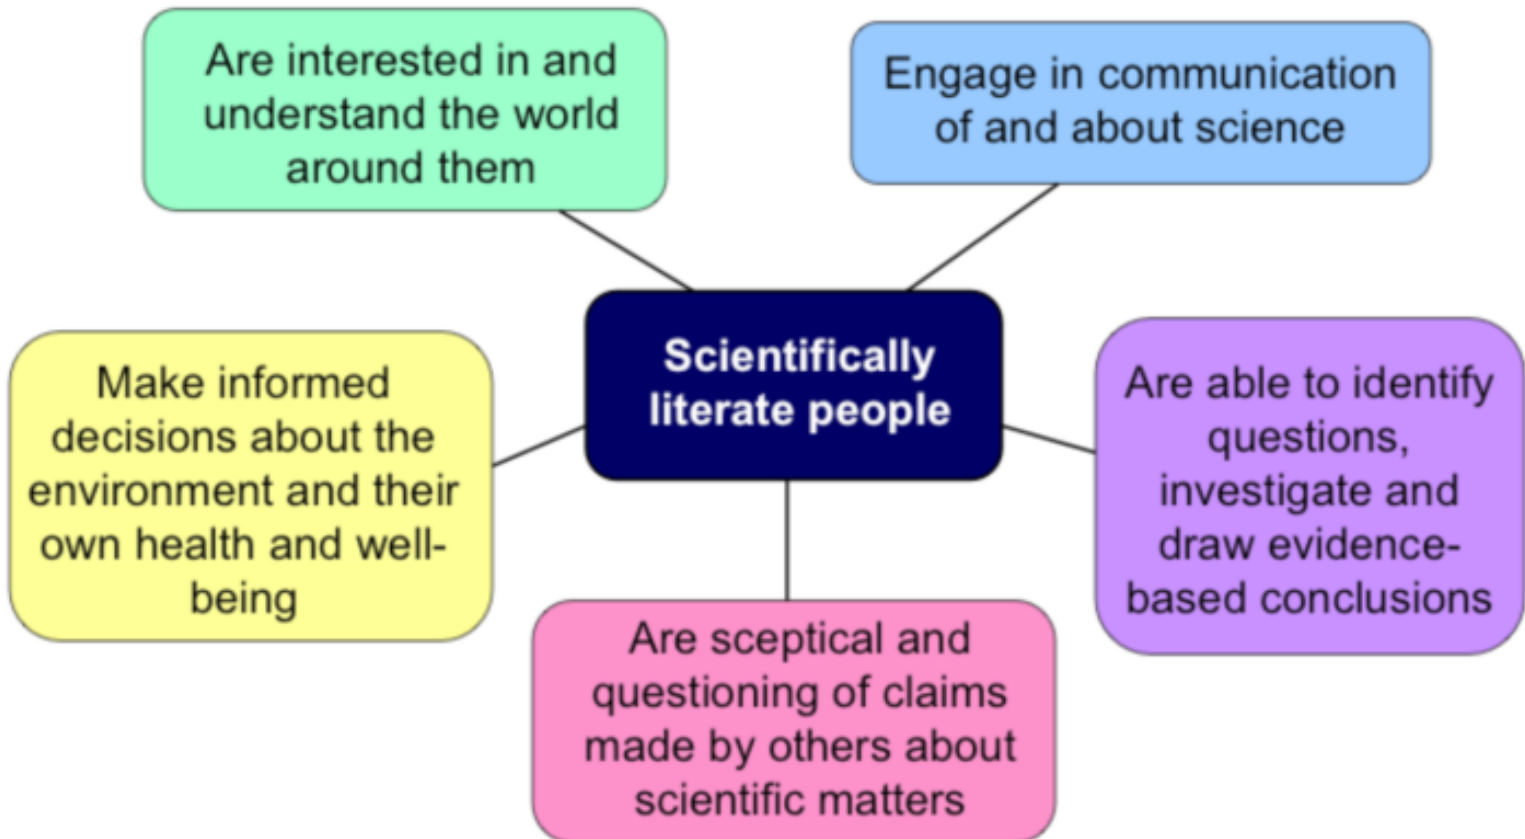 Are interested in and
understand the world
around them
Engage in communication
of and about science
Scientifically
literate people
Make informed
decisions about the
environment and their
own health and well-
being
Are able to identify
questions,
investigate and
draw evidence-
based conclusions
Are sceptical and
questioning of claims
made by others about
scientific matters